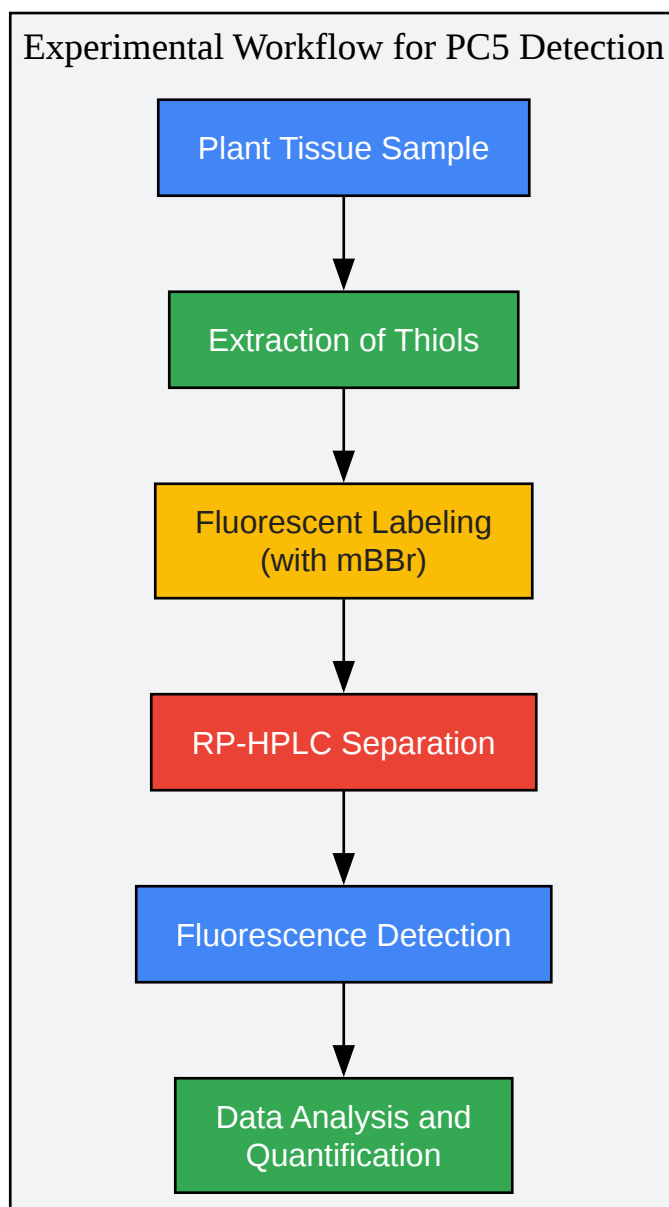 Experimental Workflow for PC5 Detection
Plant Tissue Sample
Extraction of Thiols
Fluorescent Labeling
(with mBBr)
RP-HPLC Separation
Fluorescence Detection
Data Analysis and
Quantification